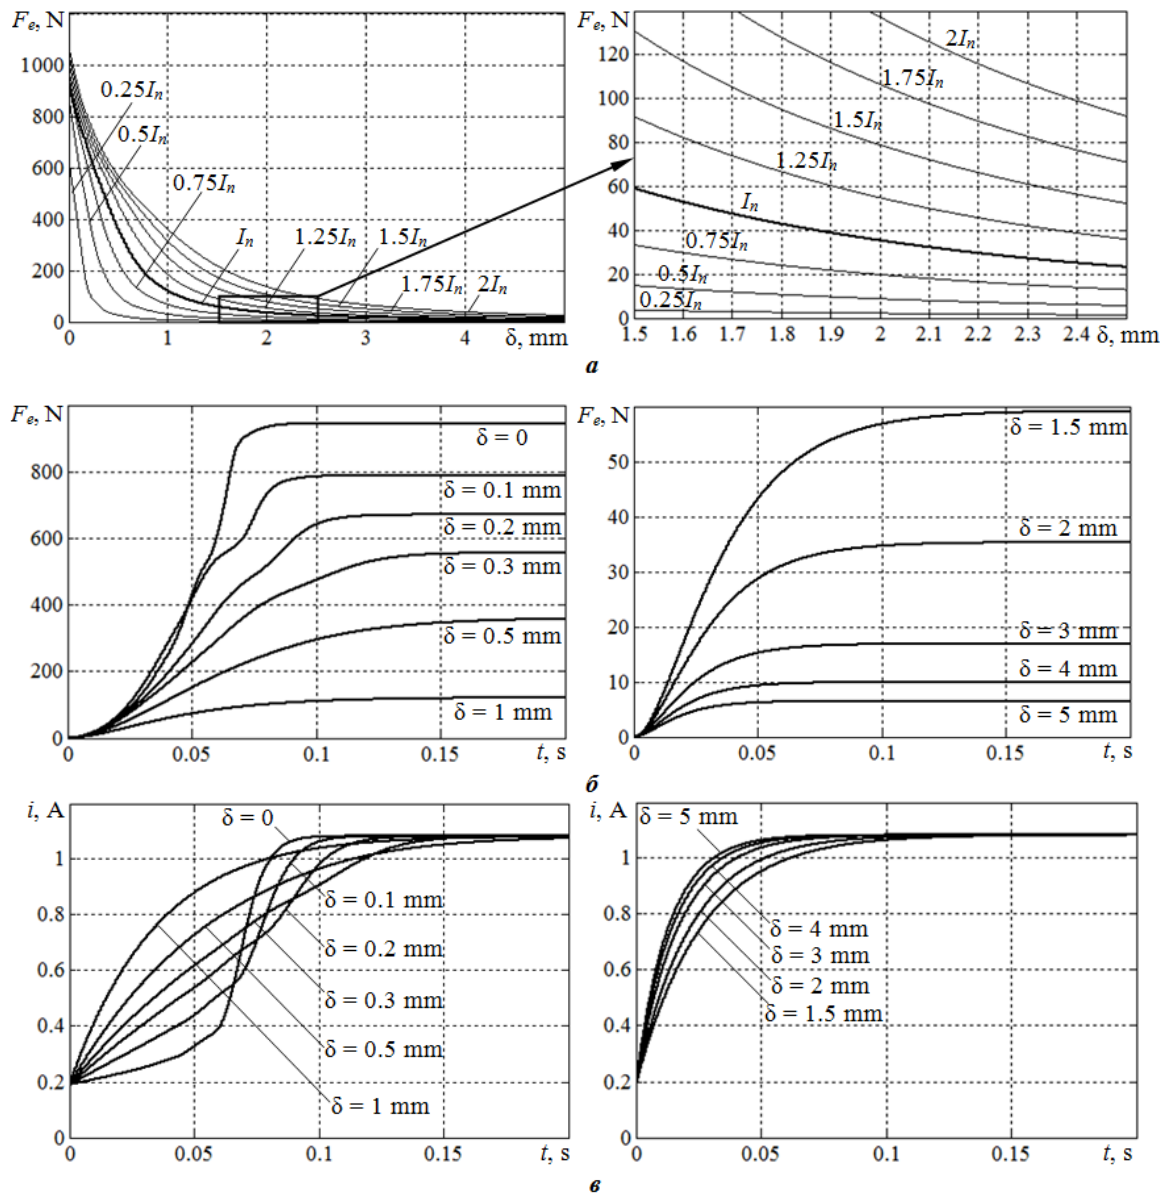 Fe, N
1000
800
600
400
200
0
0 1 2 3 4 δ, mm
0.25In
0.5In
0.75In
In 1.25In 1.5In
1.75In 2In
Fe, N
120
100
80
60
40
20
0
1.5 1.6 1.7 1.8 1.9 2 2.1 2.2 2.3 2.4 δ, mm
2In
1.75In
1.5In
1.25In
In
0.75In
0.5In
0.25In
а
Fe, N
800
600
400
200
0
0 0.05 0.1 0.15 t, s
δ = 0
δ = 0.1 mm
δ = 0.2 mm
δ = 0.3 mm
δ = 0.5 mm
δ = 1 mm
Fe, N
50
40
30
20
10
0
0 0.05 0.1 0.15 t, s
δ = 1.5 mm
δ = 2 mm
δ = 3 mm
δ = 4 mm
δ = 5 mm
б
i, A
1
0.8
0.6
0.4
0.2
0
0 0.05 0.1 0.15 t, s
δ = 0
δ = 0.1 mm
δ = 0.2 mm
δ = 0.3 mm
δ = 0.5 mm
δ = 1 mm
i, A
1
0.8
0.6
0.4
0.2
0
0 0.05 0.1 0.15 t, s
δ = 5 mm
δ = 4 mm
δ = 3 mm
δ = 2 mm
δ = 1.5 mm
в